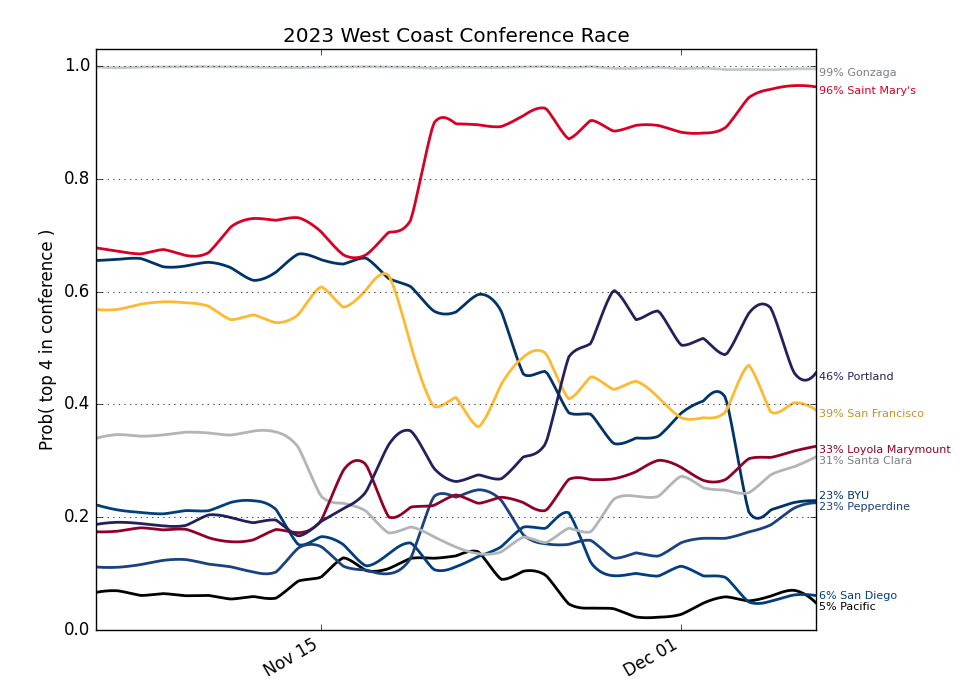 2023 West Coast Conference Race
Prob( top 4 in conference )
1.0
0.8
0.6
0.4
0.2
0.0
Nov 15
Dec 01
99% Gonzaga
96% Saint Mary's
46% Portland
39% San Francisco
33% Loyola Marymount
31% Santa Clara
23% BYU
23% Pepperdine
6% San Diego
5% Pacific